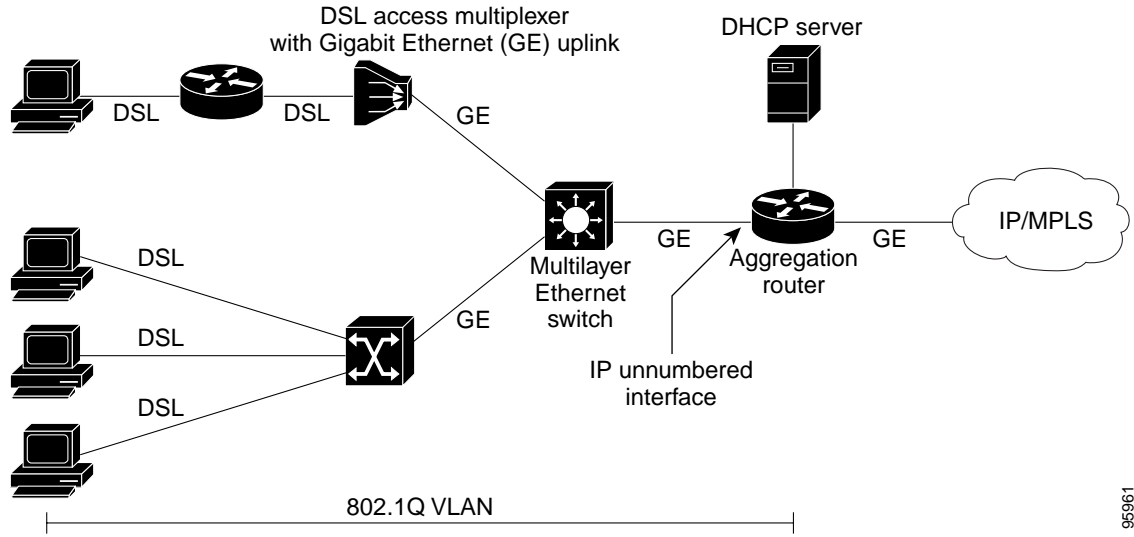 DSL access multiplexer
with Gigabit Ethernet (GE) uplink
DHCP server
DSL
DSL
GE
DSL
DSL
DSL
GE
Multilayer
Ethernet
switch
GE
Aggregation
router
GE
IP/MPLS
IP unnumbered
interface
802.1Q VLAN
95961